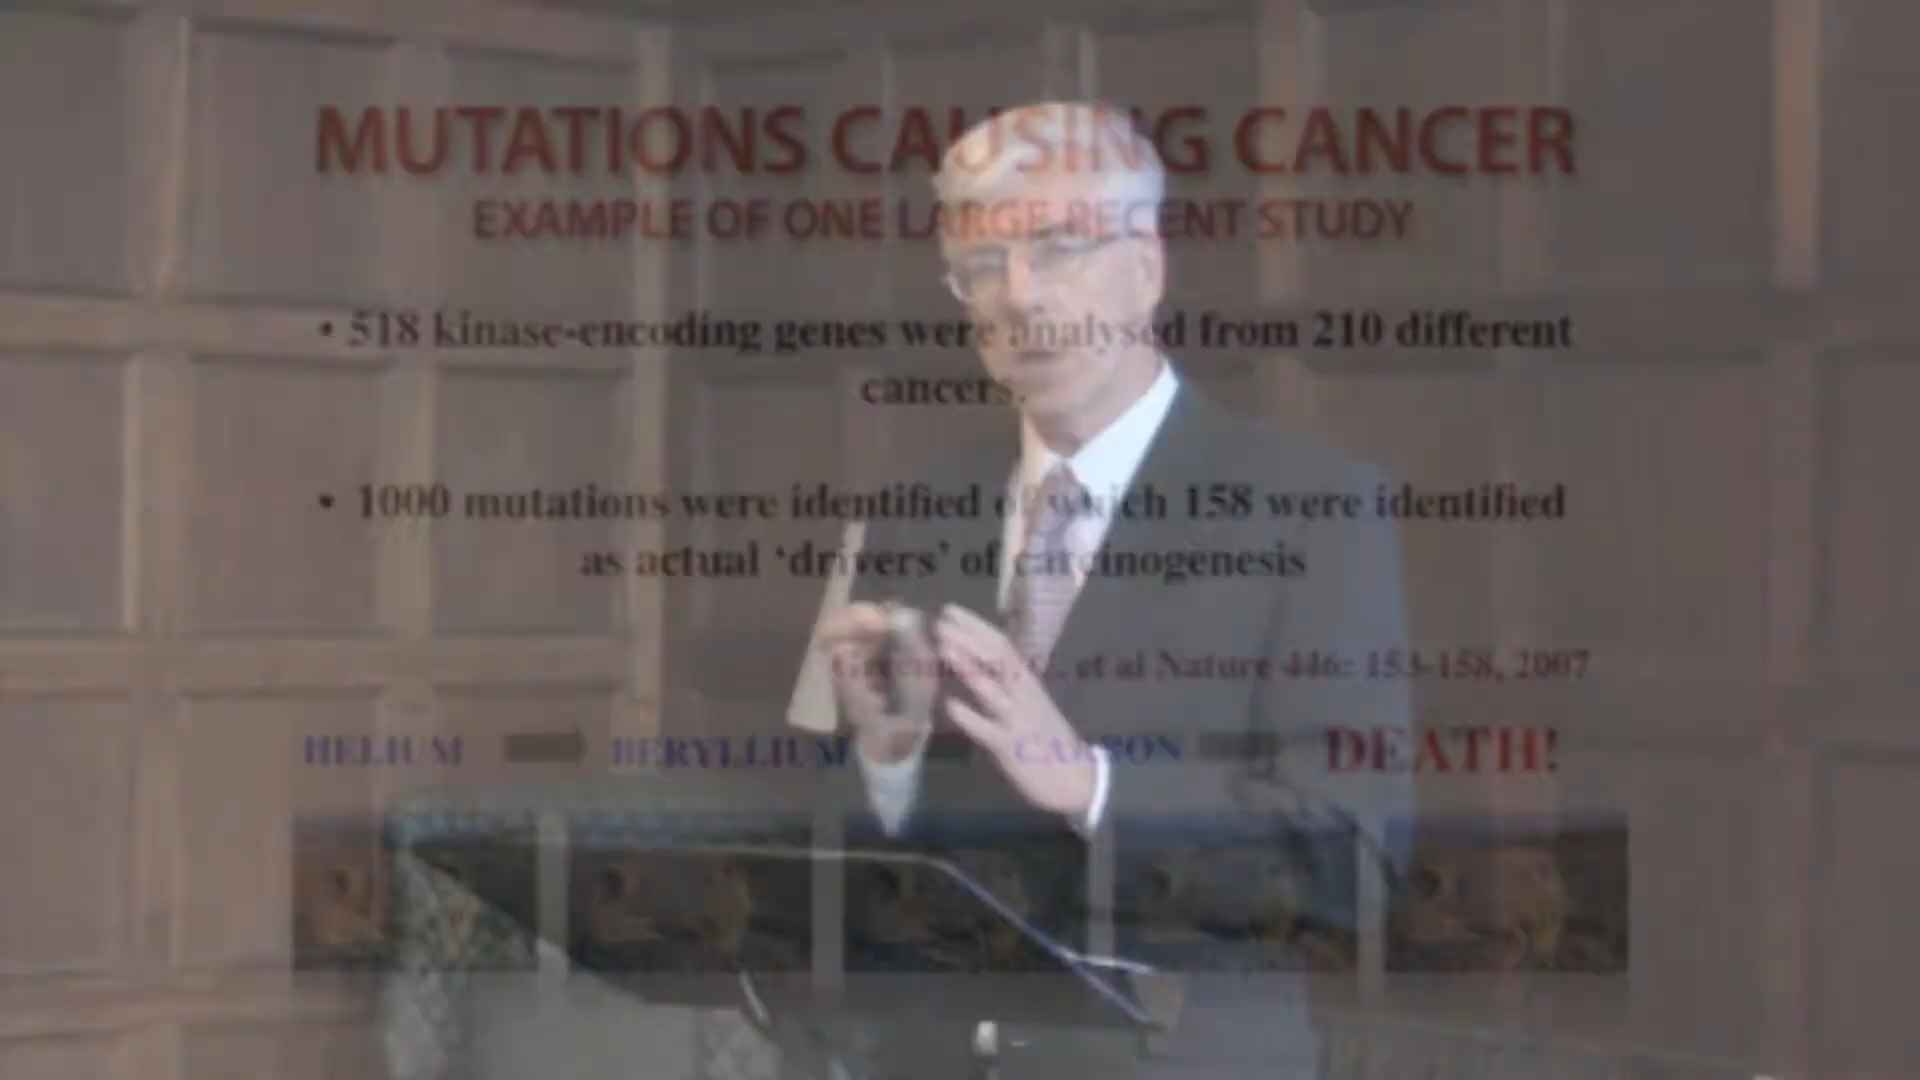 MUTATIONS CAUSING CANCER
EXAMPLE OF ONE LARGE RECENT STUDY
• 518 kinase-encoding genes were analysed from 210 different
cancers.
• 1000 mutations were identified of which 158 were identified
as actual ‘drivers’ of carcinogenesis
et al Nature 446: 153-158, 2007
HELIUM BERYLLIUM CARBON DEATH!